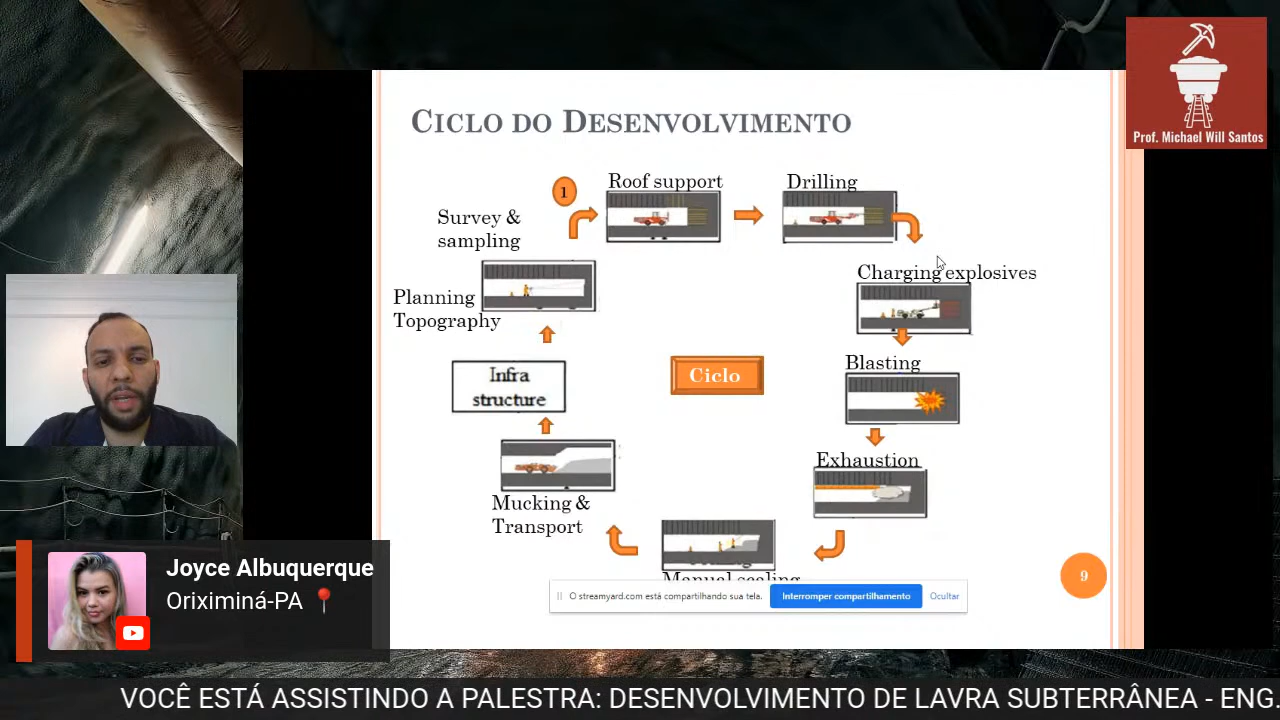 Prof. Michael Will Santos
CICLO DO DESENVOLVIMENTO
1
Roof support
Drilling
Survey &
sampling
Charging explosives
Planning
Topography
Blasting
Infra
structure
Ciclo
Exhaustion
Mucking &
Transport
Manual scaling
O streamyard.com está compartilhando sua tela.
Interromper compartilhamento
Ocultar
9
Joyce Albuquerque
Oriximiná-PA 📍
VOCÊ ESTÁ ASSISTINDO A PALESTRA: DESENVOLVIMENTO DE LAVRA SUBTERRÂNEA - ENG.